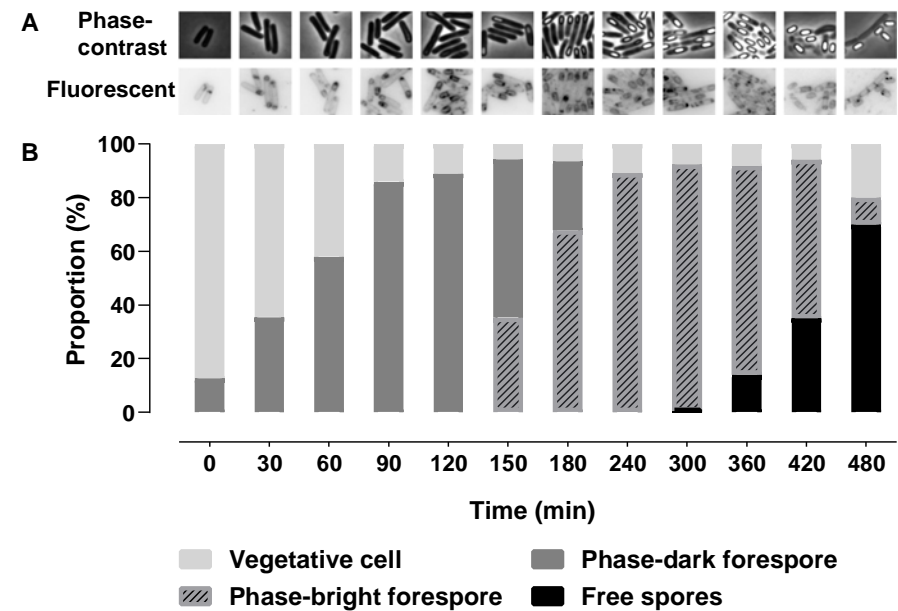 A Phase-
contrast
Fluorescent
B
100
80
60
40
20
0
Proportion (%)
0 30 60 90 120 150 180 240 300 360 420 480
Time (min)
Vegetative cell Phase-dark forespore
Phase-bright forespore Free spores